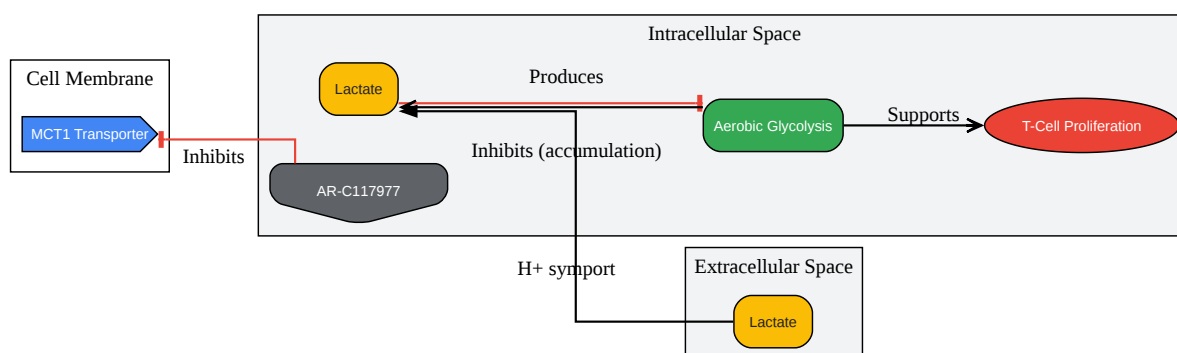 Intracellular Space
Cell Membrane
Lactate
Produces
MCT1 Transporter
Aerobic Glycolysis
Supports
T-Cell Proliferation
Inhibits
Inhibits (accumulation)
AR-C117977
H+ symport
Extracellular Space
Lactate